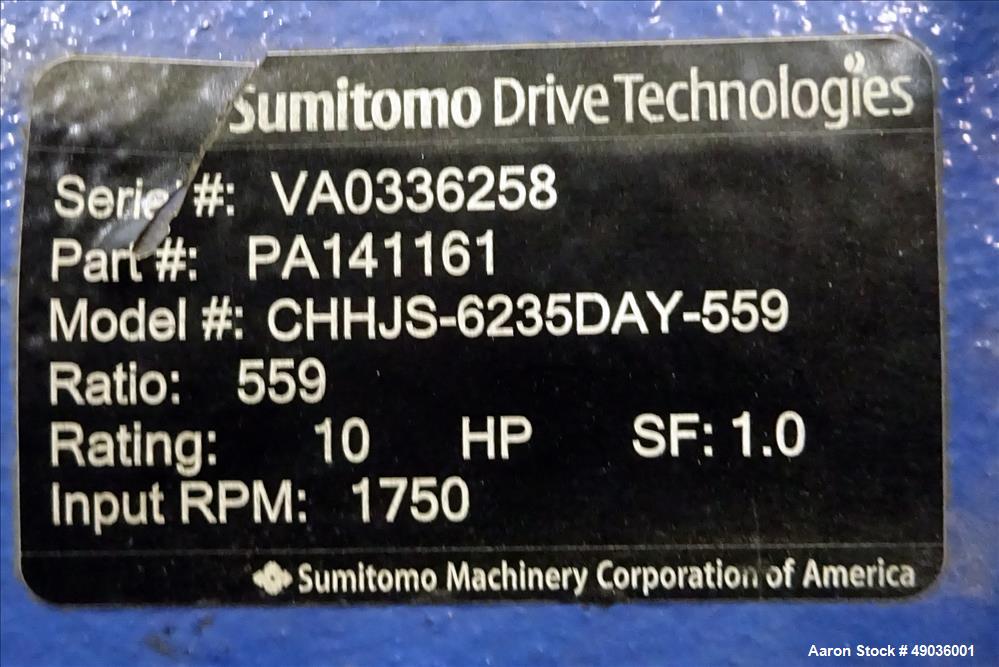 Sumitomo Drive Technologies
Serial #: VA0336258
Part #: PA141161
Model #: CHHJS-6235DAY-559
Ratio: 559
Rating: 10 HP SF: 1.0
Input RPM: 1750
Sumitomo Machinery Corporation of America
Aaron Stock # 49036001